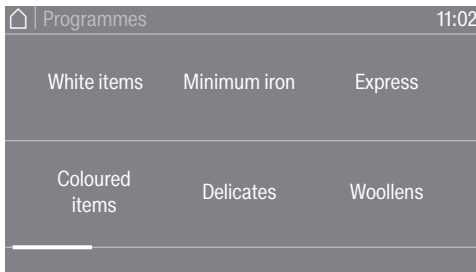 Programmes 11:02
White items Minimum iron Express
Coloured
items Delicates Woollens